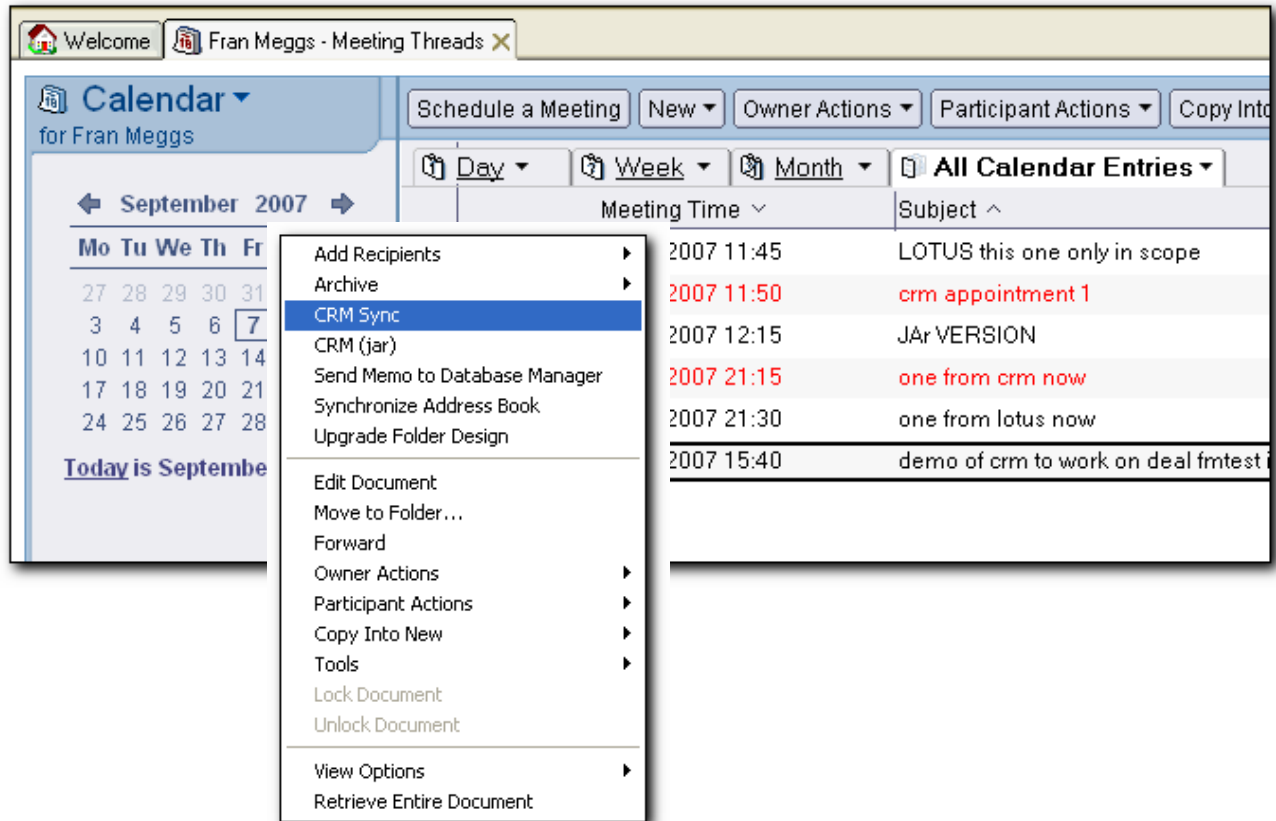 Welcome
Fran Meggs - Meeting Threads
Calendar
for Fran Meggs
September 2007
Mo Tu We Th Fr
27 28 29 30 31
3 4 5 6 7
10 11 12 13 14
17 18 19 20 21
24 25 26 27 28
Today is Septembe
Schedule a Meeting New Owner Actions Participant Actions Copy Into
Day Week Month All Calendar Entries
Meeting Time Subject
2007 11:45 LOTUS this one only in scope
2007 11:50 crm appointment 1
2007 12:15 JAr VERSION
2007 21:15 one from crm now
2007 21:30 one from lotus now
2007 15:40 demo of crm to work on deal fmtest i
Add Recipients
Archive
CRM Sync
CRM (jar)
Send Memo to Database Manager
Synchronize Address Book
Upgrade Folder Design
Edit Document
Move to Folder...
Forward
Owner Actions
Participant Actions
Copy Into New
Tools
Lock Document
Unlock Document
View Options
Retrieve Entire Document